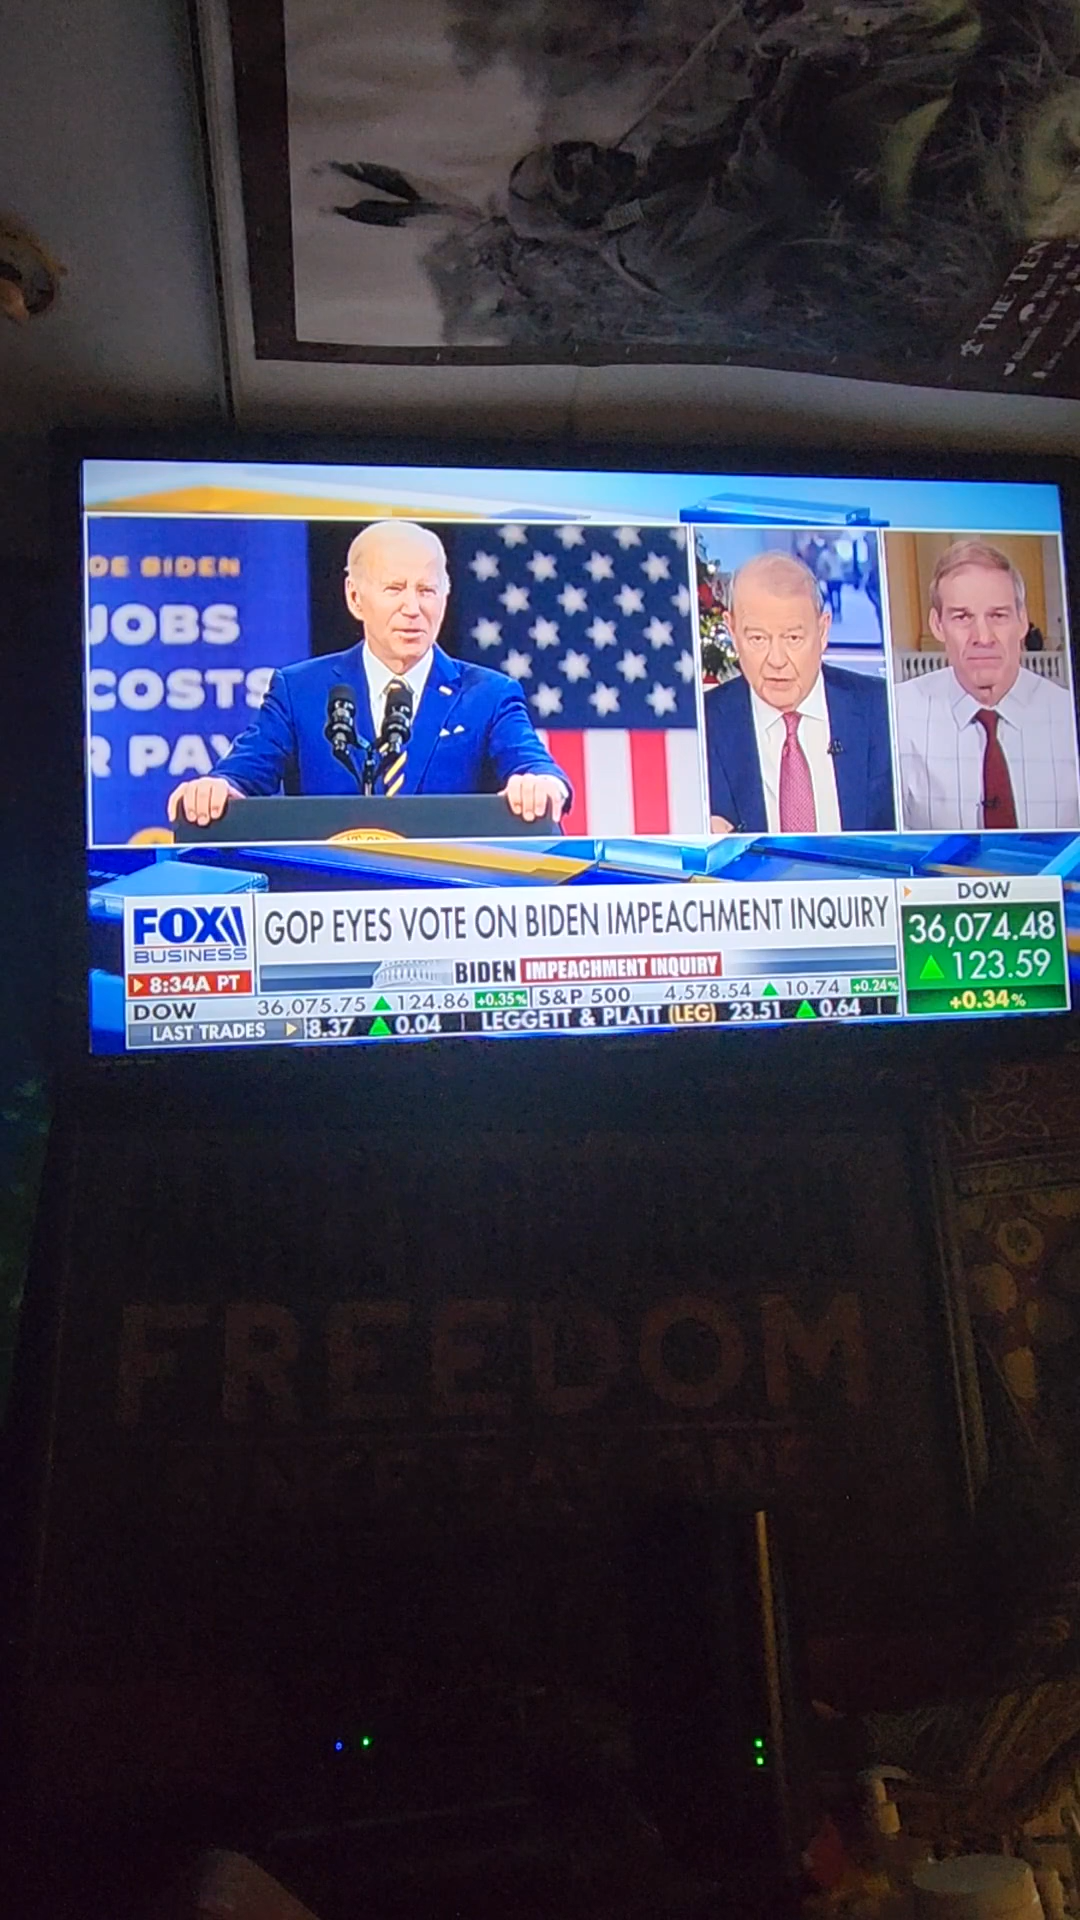 THE TEN
DE BIDEN
JOBS
COSTS
R PAY
FOX
BUSINESS
8:34A PT
GOP EYES VOTE ON BIDEN IMPEACHMENT INQUIRY
BIDEN IMPEACHMENT INQUIRY
DOW
36,074.48
123.59
+0.34%
DOW 36,075.75 124.86 +0.35% S&P 500 4,578.54 10.74 +0.24%
LAST TRADES 8.37 0.04 LEGGETT & PLATT (LEG) 23.51 0.64
FREEDOM